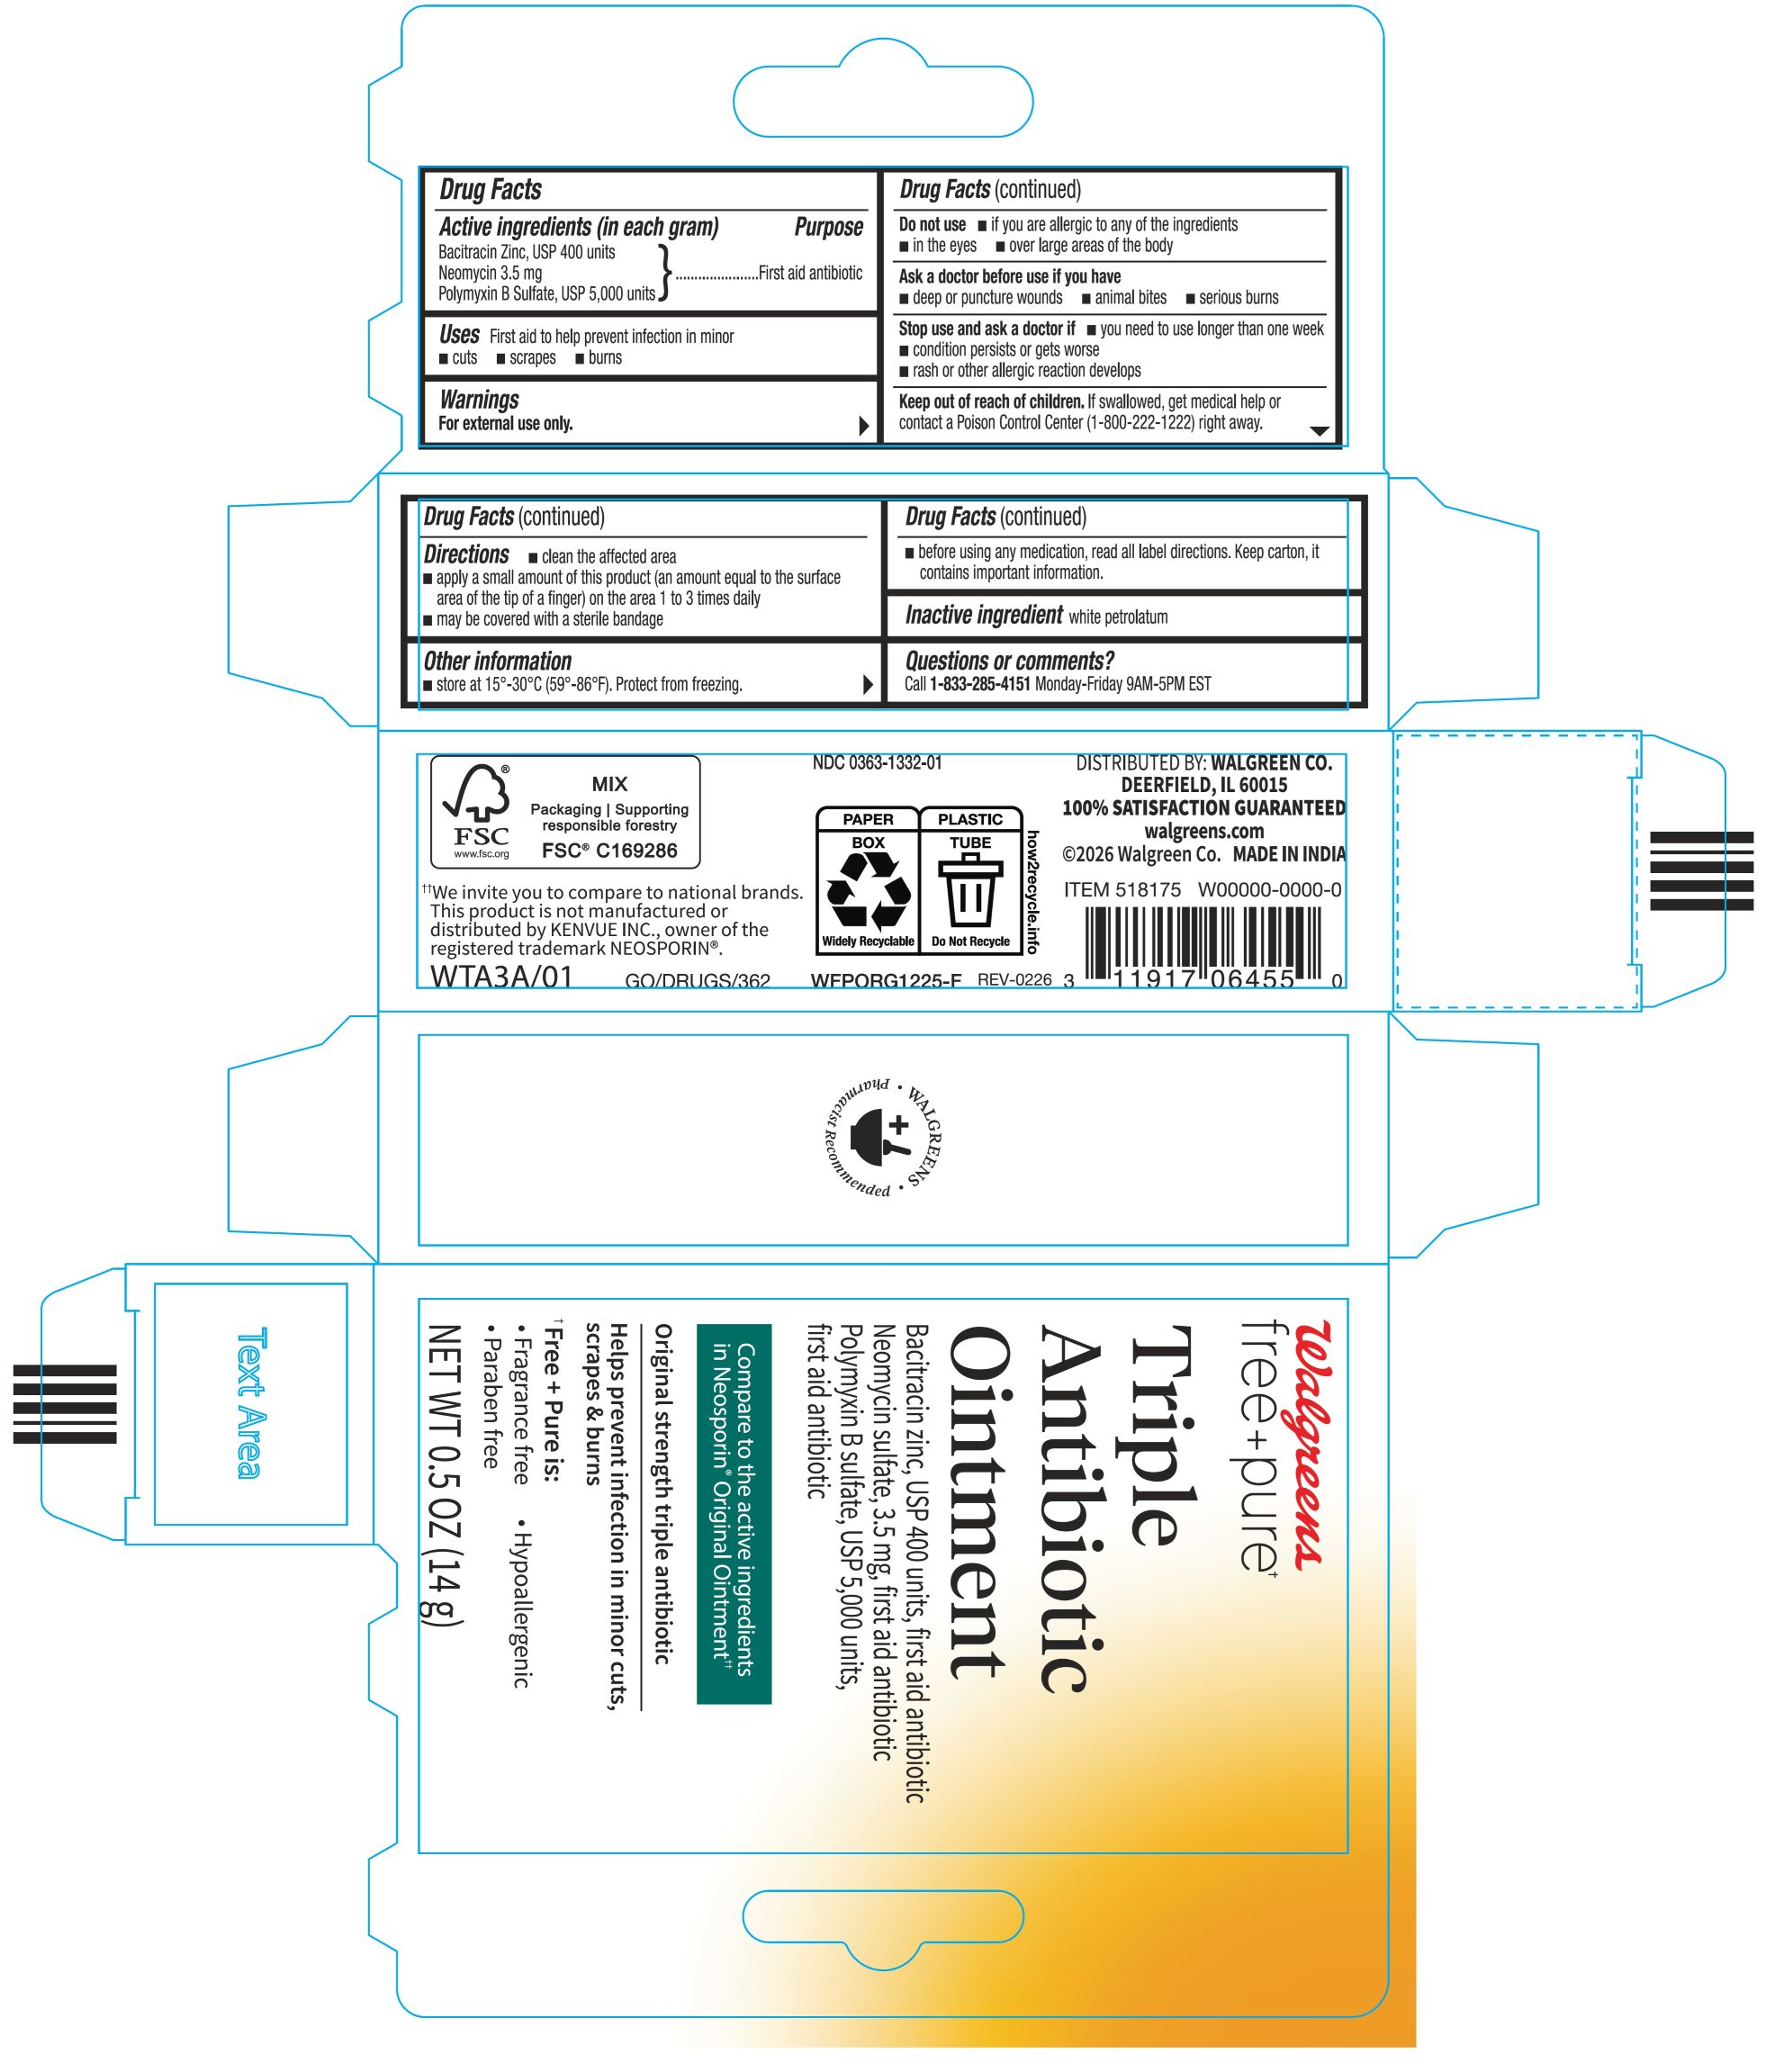 Drug Facts
Active ingredients (in each gram) Purpose
Bacitracin Zinc, USP 400 units
Neomycin 3.5 mg
Polymyxin B Sulfate, USP 5,000 units } ......................First aid antibiotic
Uses First aid to help prevent infection in minor
■ cuts ■ scrapes ■ burns
Warnings
For external use only.
Drug Facts (continued)
Do not use ■ if you are allergic to any of the ingredients
■ in the eyes ■ over large areas of the body
Ask a doctor before use if you have
■ deep or puncture wounds ■ animal bites ■ serious burns
Stop use and ask a doctor if ■ you need to use longer than one week
■ condition persists or gets worse
■ rash or other allergic reaction develops
Keep out of reach of children. If swallowed, get medical help or
contact a Poison Control Center (1-800-222-1222) right away.
Drug Facts (continued)
Directions ■ clean the affected area
■ apply a small amount of this product (an amount equal to the surface
area of the tip of a finger) on the area 1 to 3 times daily
■ may be covered with a sterile bandage
Other information
■ store at 15°-30°C (59°-86°F). Protect from freezing.
Drug Facts (continued)
■ before using any medication, read all label directions. Keep carton, it
contains important information.
Inactive ingredient white petrolatum
Questions or comments?
Call 1-833-285-4151 Monday-Friday 9AM-5PM EST
®
FSC
www.fsc.org
MIX
Packaging | Supporting
responsible forestry
FSC® C169286
††We invite you to compare to national brands.
This product is not manufactured or
distributed by KENVUE INC., owner of the
registered trademark NEOSPORIN®.
WTA3A/01 GO/DRUGS/362 WFPORG1225-F REV-0226
NDC 0363-1332-01
PAPER PLASTIC
BOX TUBE
Widely Recyclable Do Not Recycle
how2recycle.info
DISTRIBUTED BY: WALGREEN CO.
DEERFIELD, IL 60015
100% SATISFACTION GUARANTEED
walgreens.com
©2026 Walgreen Co. MADE IN INDIA
ITEM 518175 W00000-0000-0
3 11917 06455 0
• WALGREENS • Pharmacist Recommended
Walgreens
free+pure†
Triple
Antibiotic
Ointment
Bacitracin zinc, USP 400 units, first aid antibiotic
Neomycin sulfate, 3.5 mg, first aid antibiotic
Polymyxin B sulfate, USP 5,000 units,
first aid antibiotic
Compare to the active ingredients
in Neosporin® Original Ointment††
Original strength triple antibiotic
Helps prevent infection in minor cuts,
scrapes & burns
†Free + Pure is:
• Fragrance free • Hypoallergenic
• Paraben free
NET WT 0.5 OZ (14 g)
Text Area